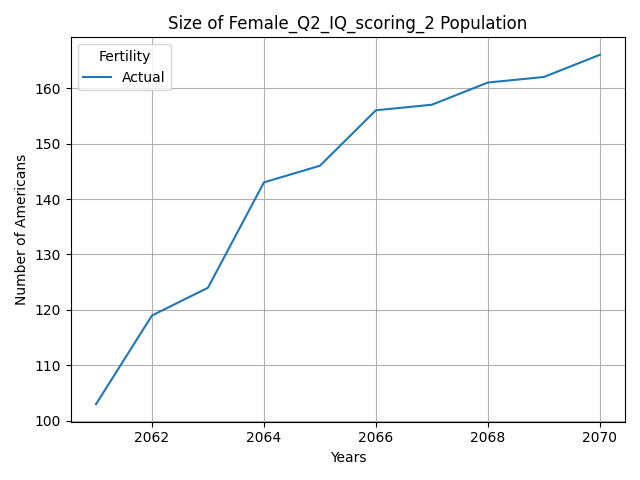 Size of Female_Q2_IQ_scoring_2 Population
Fertility
Actual
Number of Americans
160
150
140
130
120
110
100
2062
2064
2066
2068
2070
Years